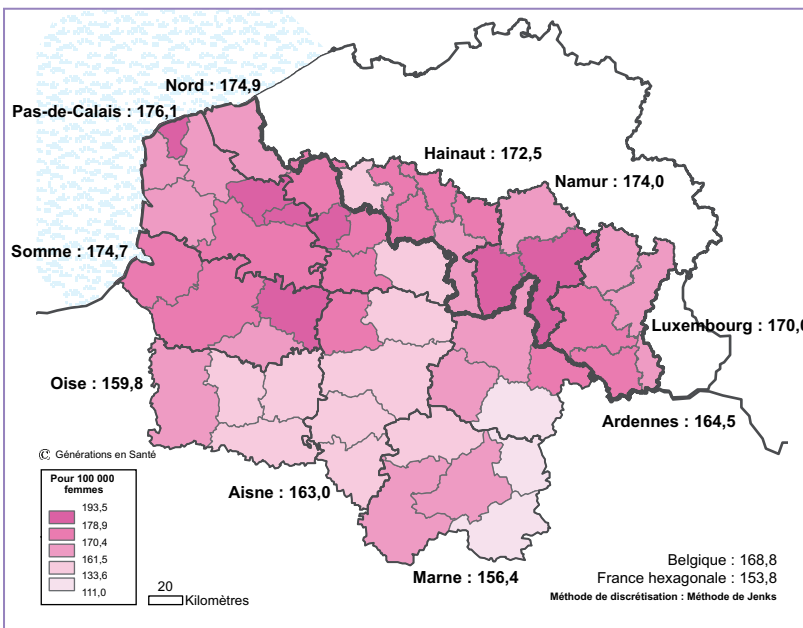 Nord : 174,9
Pas-de-Calais : 176,1
Hainaut : 172,5
Namur : 174,0
Somme : 174,7
Luxembourg : 170,0
Oise : 159,8
Ardennes : 164,5
© Générations en Santé
Pour 100 000
femmes
193,5
178,9
170,4
161,5
133,6
111,0
Aisne : 163,0
Marne : 156,4
20
Kilomètres
Belgique : 168,8
France hexagonale : 153,8
Méthode de discrétisation : Méthode de Jenks